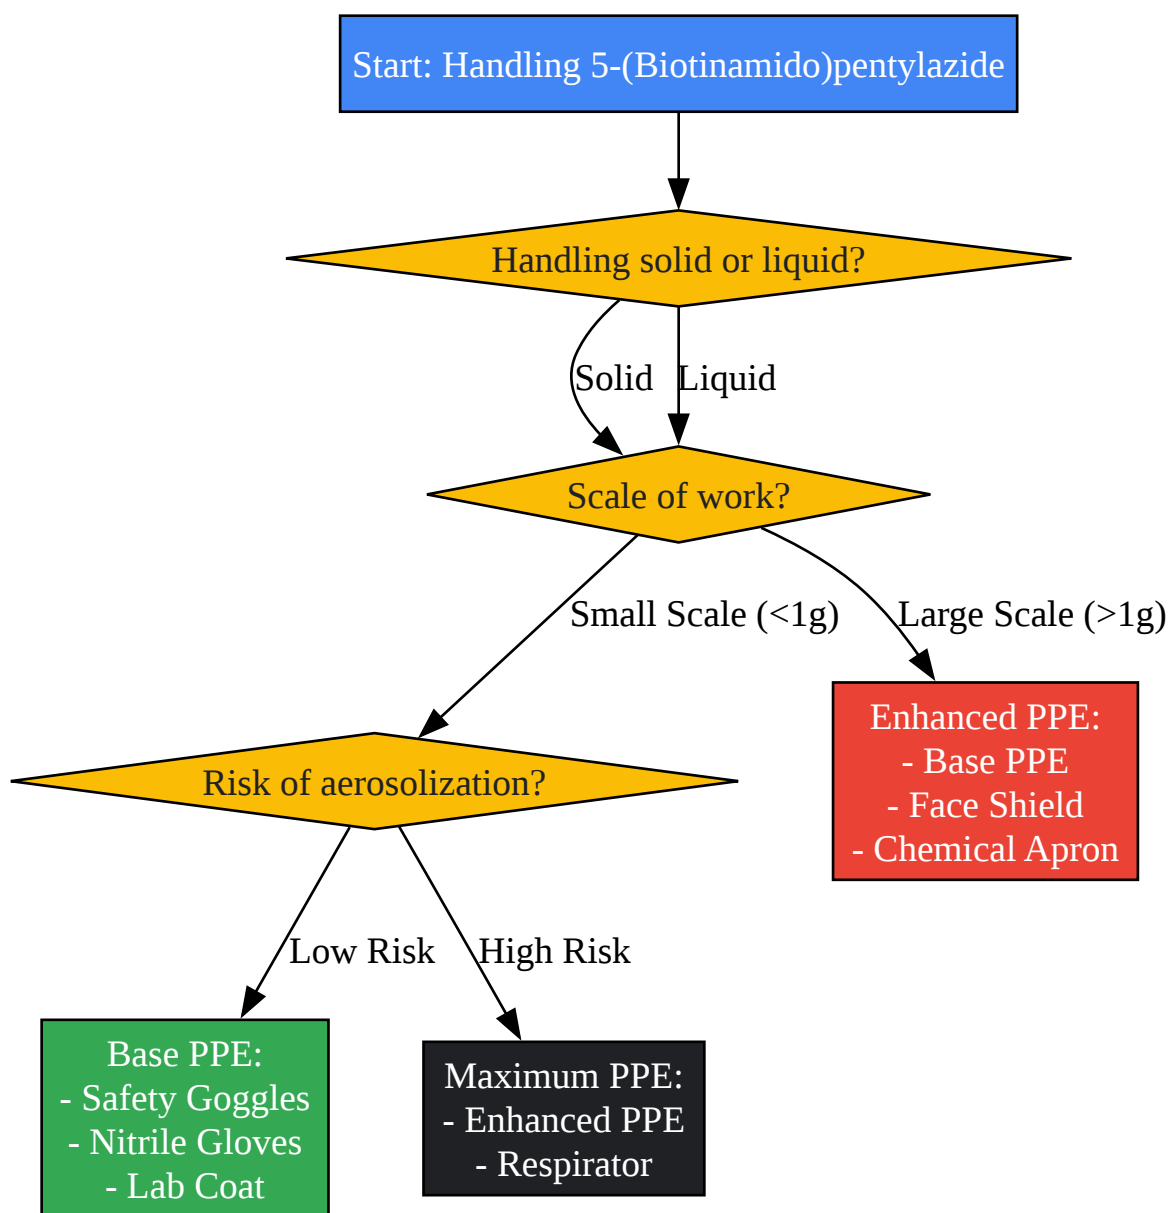 Start: Handling 5-(Biotinamido)pentylazide
Handling solid or liquid?
Solid
Liquid
Scale of work?
Small Scale (<1g)
Large Scale (>1g)
Enhanced PPE:
- Base PPE
- Face Shield
- Chemical Apron
Risk of aerosolization?
Low Risk
High Risk
Base PPE:
- Safety Goggles
- Nitrile Gloves
- Lab Coat
Maximum PPE:
- Enhanced PPE
- Respirator